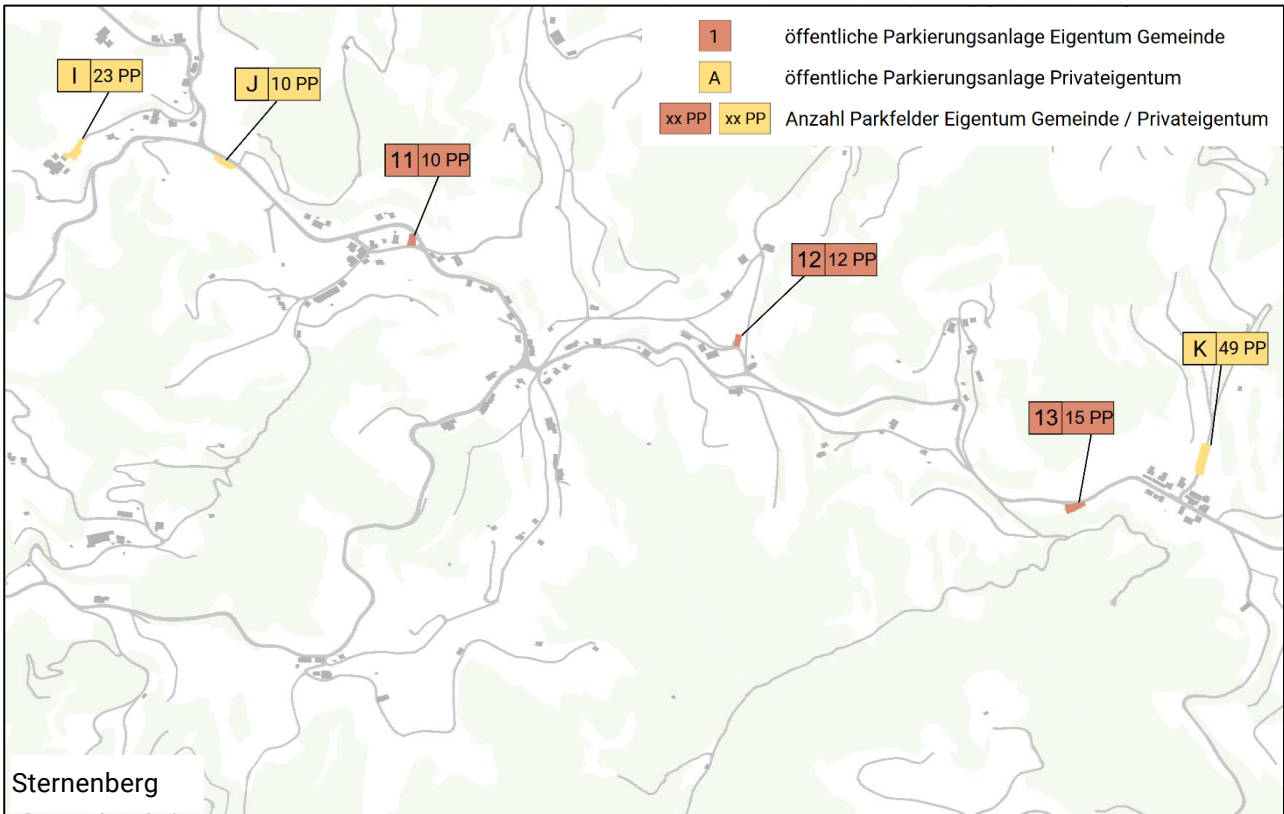 1 öffentliche Parkierungsanlage Eigentum Gemeinde
A öffentliche Parkierungsanlage Privateigentum
xx PP xx PP Anzahl Parkfelder Eigentum Gemeinde / Privateigentum
I 23 PP
J 10 PP
11 10 PP
12 12 PP
K 49 PP
13 15 PP
Sternenberg